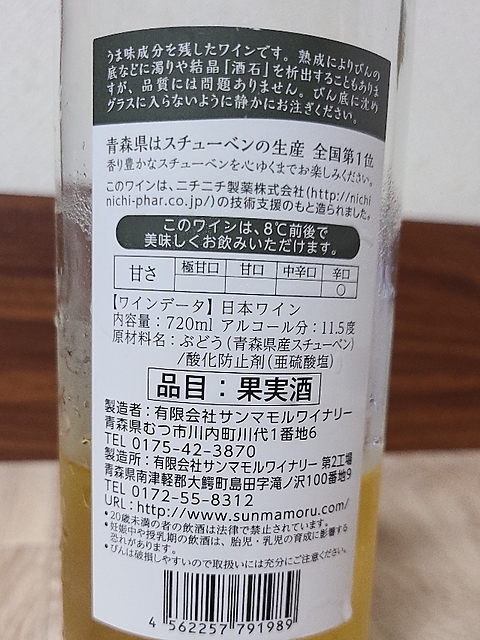 うま味成分を残したワインです。熟成によりびんの
底などに濁りや結晶「酒石」を析出することもありま
すが、品質には問題ありません。びん底に沈め
グラスに入らないように静かにお注ぎください。
青森県はスチューベンの生産 全国第1位
香り豊かなスチューベンを心ゆくまでお楽しみください。
このワインは、ニチニチ製薬株式会社(http://nichi
nichi-phar.co.jp/)の技術支援のもと造られました。
このワインは、8℃前後で
美味しくお飲みいただけます。
甘さ 極甘口 甘口 中辛口 辛口
○
【ワインデータ】日本ワイン
内容量：720ml アルコール分：11.5度
原材料名：ぶどう(青森県産スチューベン)
/酸化防止剤(亜硫酸塩)
品目：果実酒
製造者：有限会社サンマモルワイナリー
青森県むつ市川内町川代1番地6
TEL 0175-42-3870
製造所：有限会社サンマモルワイナリー 第2工場
青森県南津軽郡大鰐町島田字滝ノ沢100番地9
TEL 0172-55-8312
URL：http://www.sunmamoru.com/
•20歳未満の者の飲酒は法律で禁止されています。
•妊娠中や授乳期の飲酒は、胎児・乳児の発育に影響する
恐れがあります。
•びんは破損しやすいので取扱いには充分にご注意ください。
4 562257 791989